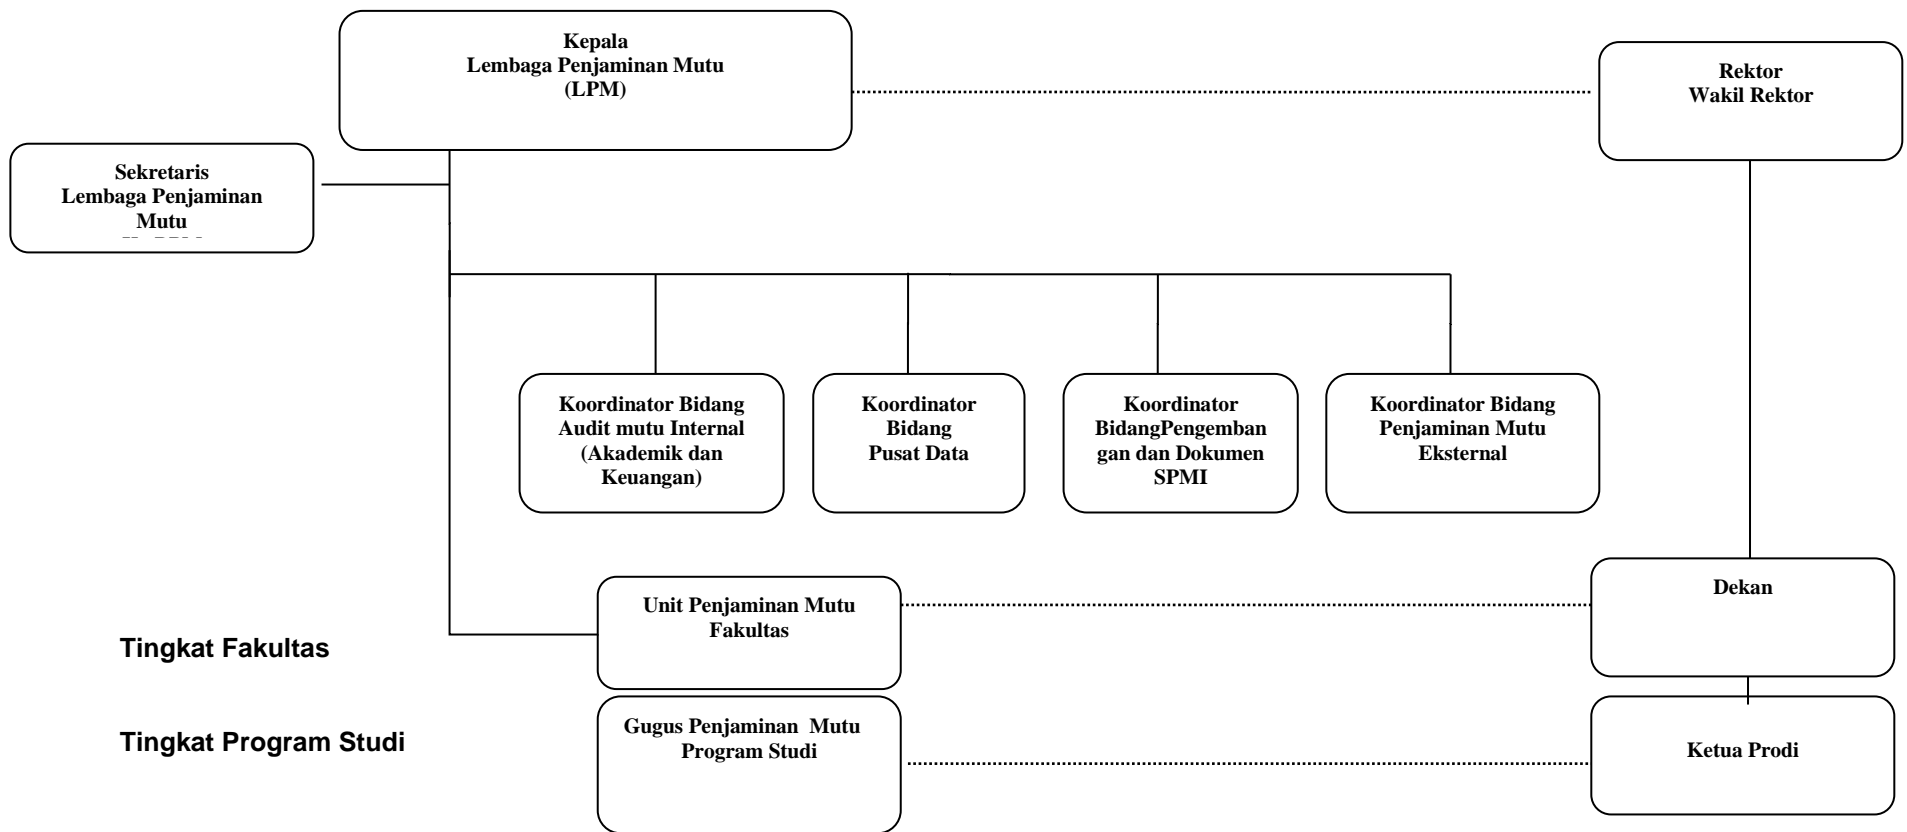 Kepala
Lembaga Penjaminan Mutu
(LPM)
Rektor
Wakil Rektor
Sekretaris
Lembaga Penjaminan
Mutu
Koordinator Bidang
Audit mutu Internal
(Akademik dan
Keuangan)
Koordinator
Bidang
Pusat Data
Koordinator
BidangPengemban
gan dan Dokumen
SPMI
Koordinator Bidang
Penjaminan Mutu
Eksternal
Unit Penjaminan Mutu
Fakultas
Dekan
Tingkat Fakultas
Gugus Penjaminan  Mutu
Program Studi
Tingkat Program Studi
Ketua Prodi